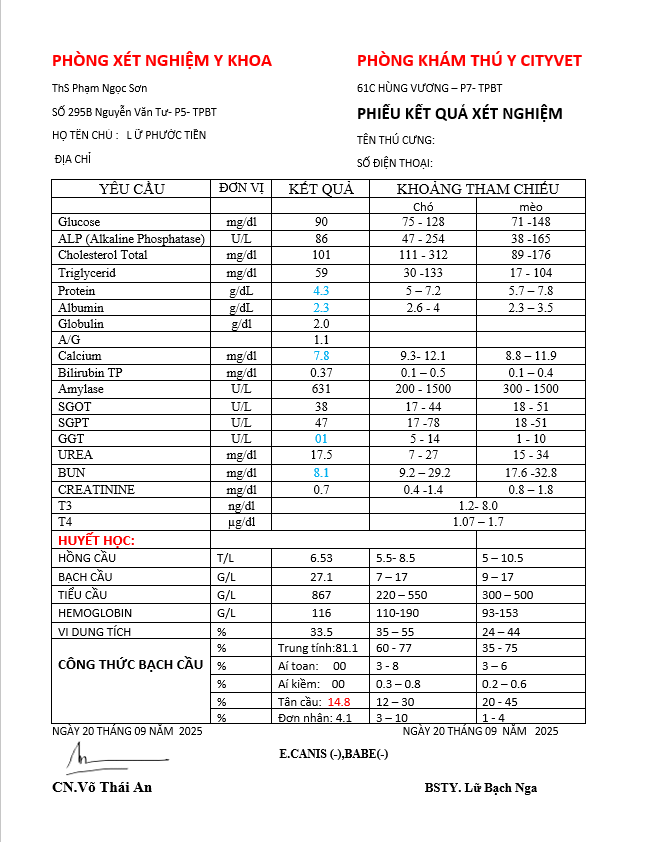 PHÒNG XÉT NGHIỆM Y KHOA PHÒNG KHÁM THÚ Y CITYVET
ThS Phạm Ngọc Sơn 61C HÙNG VƯƠNG – P7- TPBT
SỐ 295B Nguyễn Văn Tư- P5- TPBT PHIẾU KẾT QUẢ XÉT NGHIỆM
HỌ TÊN CHỦ : LỮ PHƯỚC TIỀN TÊN THÚ CƯNG:
ĐỊA CHỈ SỐ ĐIỆN THOẠI:
YÊU CẦU ĐƠN VỊ KẾT QUẢ KHOẢNG THAM CHIẾU
Chó mèo
Glucose mg/dl 90 75 - 128 71 -148
ALP (Alkaline Phosphatase) U/L 86 47 - 254 38 -165
Cholesterol Total mg/dl 101 111 - 312 89 -176
Triglycerid mg/dl 59 30 -133 17 - 104
Protein g/dL 4.3 5 – 7.2 5.7 – 7.8
Albumin g/dL 2.3 2.6 - 4 2.3 – 3.5
Globulin g/dl 2.0
A/G 1.1
Calcium mg/dl 7.8 9.3- 12.1 8.8 – 11.9
Bilirubin TP mg/dl 0.37 0.1 – 0.5 0.1 – 0.4
Amylase U/L 631 200 - 1500 300 - 1500
SGOT U/L 38 17 - 44 18 - 51
SGPT U/L 47 17 -78 18 -51
GGT U/L 01 5 - 14 1 - 10
UREA mg/dl 17.5 7 - 27 15 - 34
BUN mg/dl 8.1 9.2 – 29.2 17.6 -32.8
CREATININE mg/dl 0.7 0.4 -1.4 0.8 – 1.8
T3 ng/dl 1.2- 8.0
T4 µg/dl 1.07 – 1.7
HUYẾT HỌC:
HỒNG CẦU T/L 6.53 5.5- 8.5 5 – 10.5
BẠCH CẦU G/L 27.1 7 – 17 9 – 17
TIỂU CẦU G/L 867 220 – 550 300 – 500
HEMOGLOBIN G/L 116 110-190 93-153
VI DUNG TÍCH % 33.5 35 – 55 24 – 44
% Trung tính:81.1 60 - 77 35 - 75
CÔNG THỨC BẠCH CẦU % Aí toan: 00 3 - 8 3 – 6
% Aí kiềm: 00 0.3 – 0.8 0.2 – 0.6
% Tân cầu: 14.8 12 – 30 20 - 45
% Đơn nhân: 4.1 3 – 10 1 - 4
NGÀY 20 THÁNG 09 NĂM 2025 NGÀY 20 THÁNG 09 NĂM 2025
E.CANIS (-),BABE(-)
CN.Võ Thái An BSTY. Lữ Bạch Nga